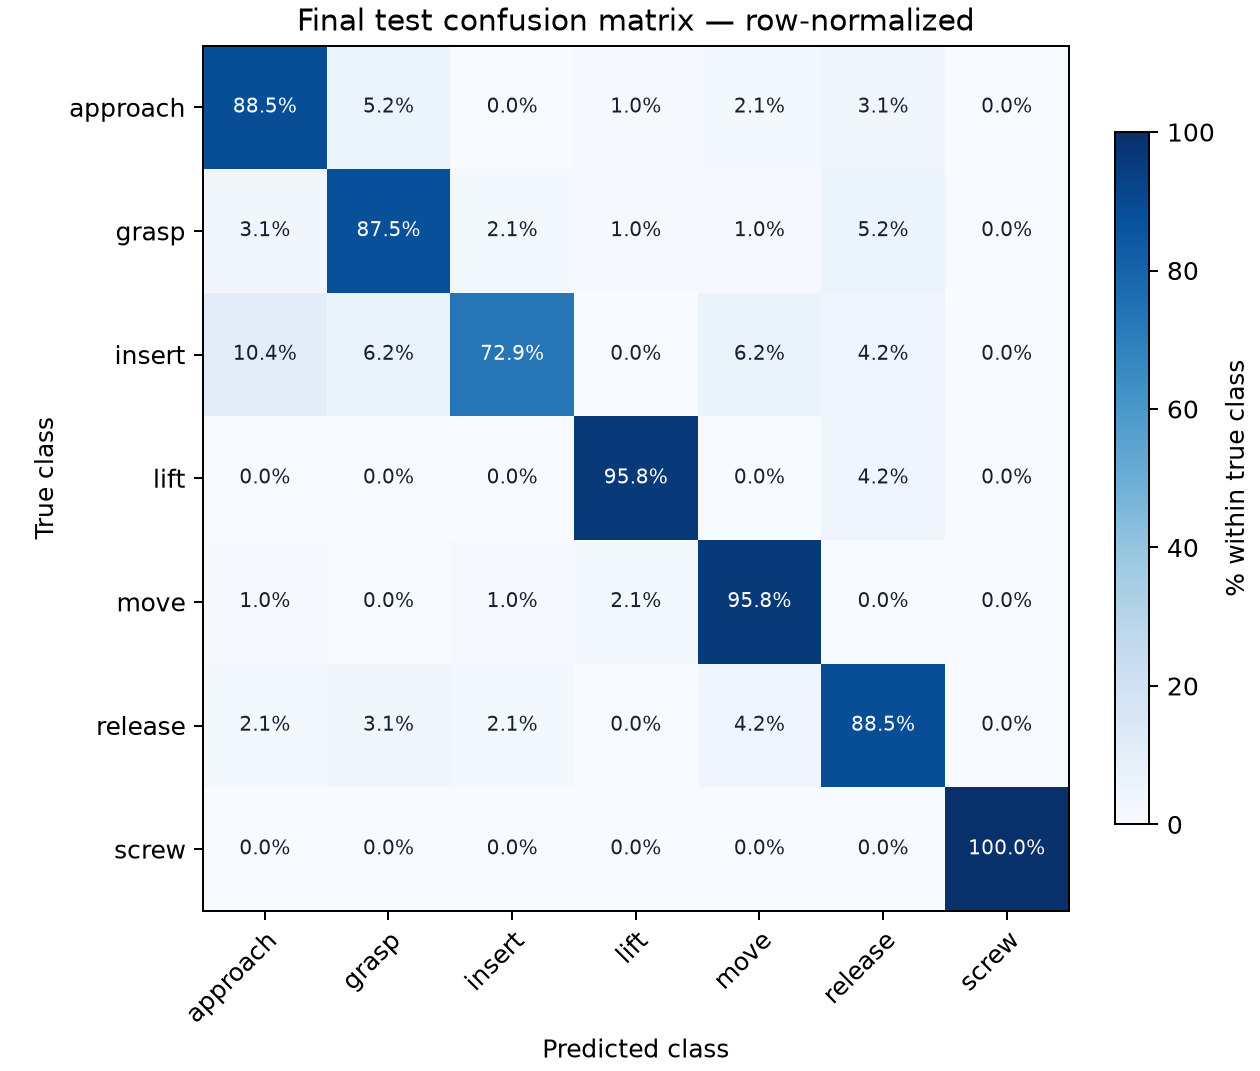 Final test confusion matrix — row-normalized
approach 88.5% 5.2% 0.0% 1.0% 2.1% 3.1% 0.0%
grasp 3.1% 87.5% 2.1% 1.0% 1.0% 5.2% 0.0%
insert 10.4% 6.2% 72.9% 0.0% 6.2% 4.2% 0.0%
lift 0.0% 0.0% 0.0% 95.8% 0.0% 4.2% 0.0%
move 1.0% 0.0% 1.0% 2.1% 95.8% 0.0% 0.0%
release 2.1% 3.1% 2.1% 0.0% 4.2% 88.5% 0.0%
screw 0.0% 0.0% 0.0% 0.0% 0.0% 0.0% 100.0%
True class
approach grasp insert lift move release screw
Predicted class
100
80
60
40
20
0
% within true class